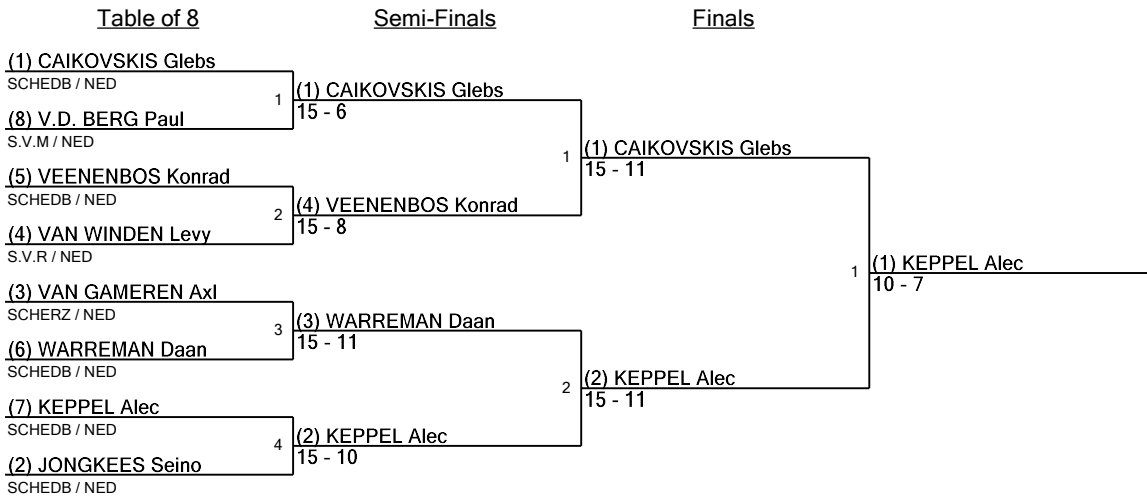 Table of 8
Semi-Finals
Finals
(1) CAIKOVSKIS Glebs
SCHEDB / NED
1
(8) V.D. BERG Paul
S.V.M / NED
(5) VEENENBOS Konrad
SCHEDB / NED
2
(4) VAN WINDEN Levy
S.V.R / NED
(3) VAN GAMEREN Axl
SCHERZ / NED
3
(6) WARREMAN Daan
SCHEDB / NED
(7) KEPPEL Alec
SCHEDB / NED
4
(2) JONGKEES Seino
SCHEDB / NED
(1) CAIKOVSKIS Glebs
15 - 6
1
(4) VEENENBOS Konrad
15 - 8
(3) WARREMAN Daan
15 - 11
2
(2) KEPPEL Alec
15 - 10
(1) CAIKOVSKIS Glebs
15 - 11
1
(2) KEPPEL Alec
15 - 11
(1) KEPPEL Alec
10 - 7